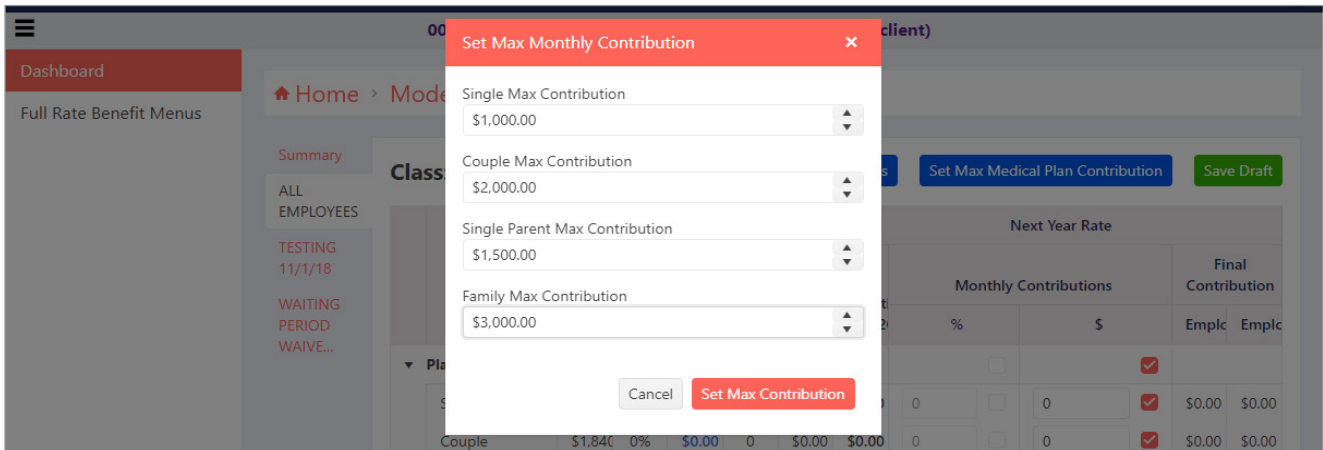 00
client)
Set Max Monthly Contribution
Dashboard
Full Rate Benefit Menus
Home > Mode
Single Max Contribution
$1,000.00
Couple Max Contribution
$2,000.00
Single Parent Max Contribution
$1,500.00
Family Max Contribution
$3,000.00
Cancel
Set Max Contribution
Summary
ALL
EMPLOYEES
TESTING
11/1/18
WAITING
PERIOD
WAIVE...
Class:
s
Set Max Medical Plan Contribution
Save Draft
Next Year Rate
Monthly Contributions
Final
Contribution
% $ Emplc Emplc
Pla
0 0 $0.00 $0.00
Couple $1,840 0% $0.00 0 $0.00 $0.00 0 0 $0.00 $0.00